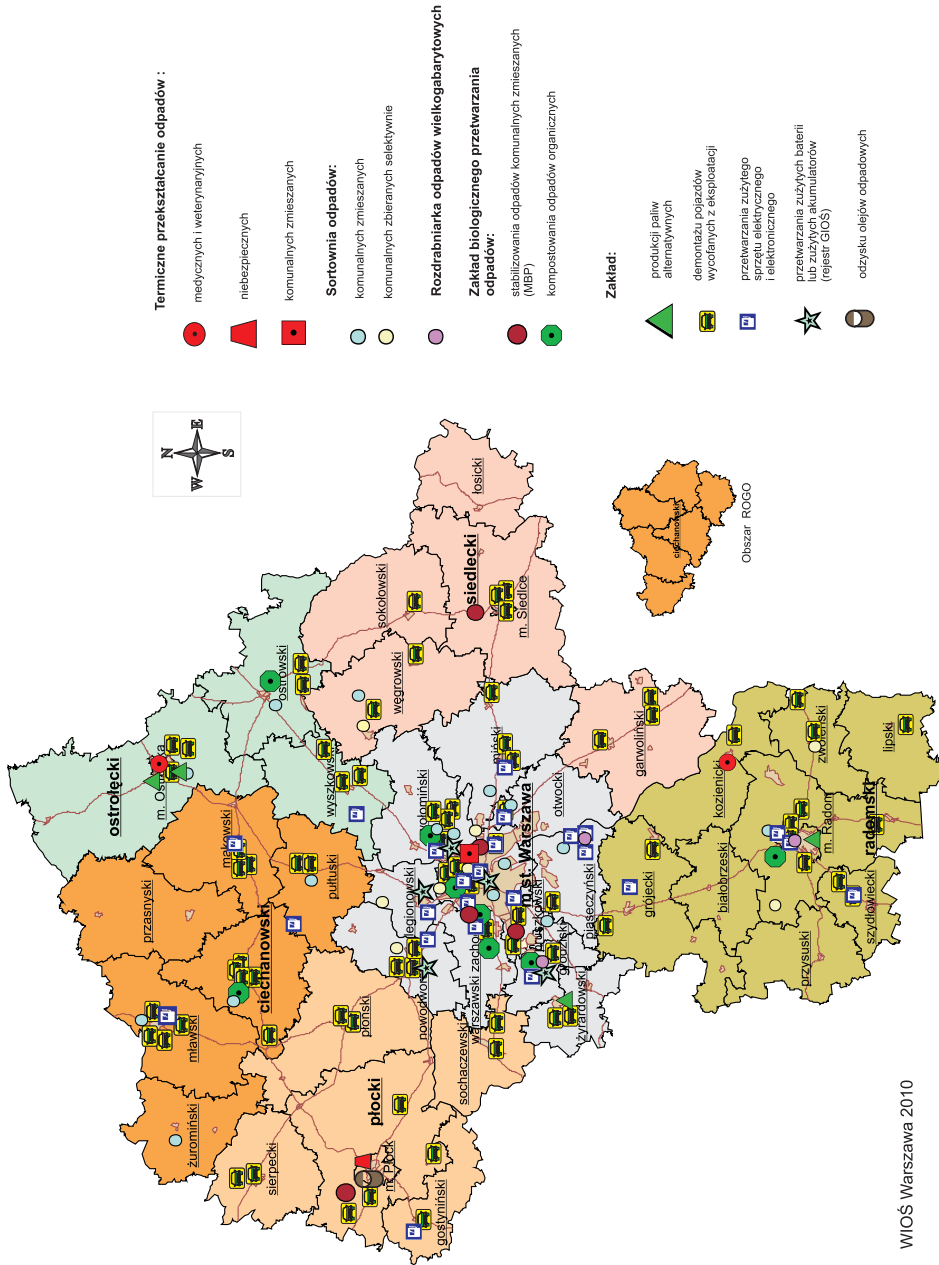 Termiczne przekształcanie odpadów :
medycznych i weterynaryjnych
niebezpiecznych
komunalnych zmieszanych
Sortownia odpadów:
komunalnych zmieszanych
komunalnych zbieranych selektywnie
Rozdrabniarka odpadów wielkogabarytowych
Zakład biologicznego przetwarzania
odpadów:
stabilizowania odpadów komunalnych zmieszanych
(MBP)
kompostowania odpadów organicznych
Zakład:
produkcji paliw
alternatywnych
demontażu pojazdów
wycofanych z eksploatacji
przetwarzania zużytego
sprzętu elektrycznego
i elektronicznego
przetwarzania zużytych baterii
lub zużytych akumulatorów
(rejestr GIOŚ)
odzysku olejów odpadowych
N
W
E
S
ostrołęcki
m. Ostrołęka
przasnyski
makowski
ostrowski
mławski
ciechanowski
pułtuski
wyszkowski
żuromiński
sierpecki
płoński
sokołowski
węgrowski
łosicki
siedlecki
m. Siedlce
płocki
m. Płock
gostyniński
nowodworski
legionowski
wołomiński
miński
sochaczewski
warszawski zacho
m.st. Warszawa
pruszkowski
grodziski
żyrardowski
piaseczyński
otwocki
garwoliński
grójecki
białobrzeski
kozienicki
zwoleński
lipski
m. Radom
radomski
przysuski
szydłowiecki
ciechanowski
Obszar ROGO
WIOŚ Warszawa 2010